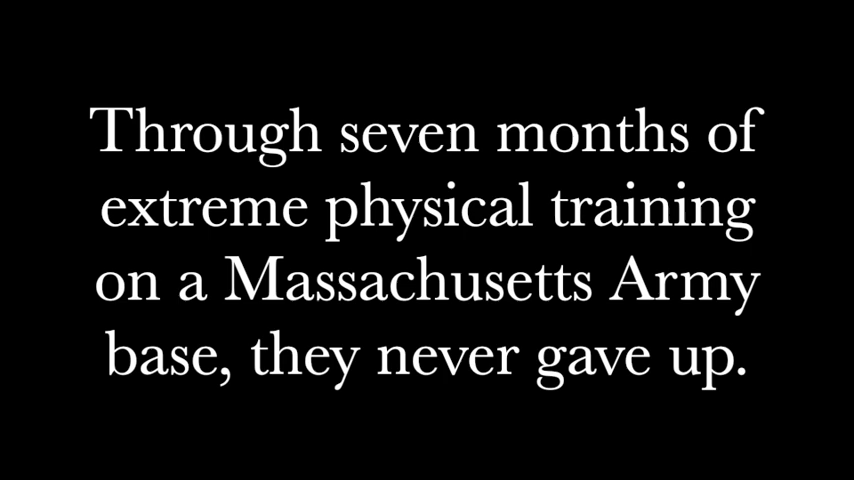 Through seven months of
extreme physical training
on a Massachusetts Army
base, they never gave up.